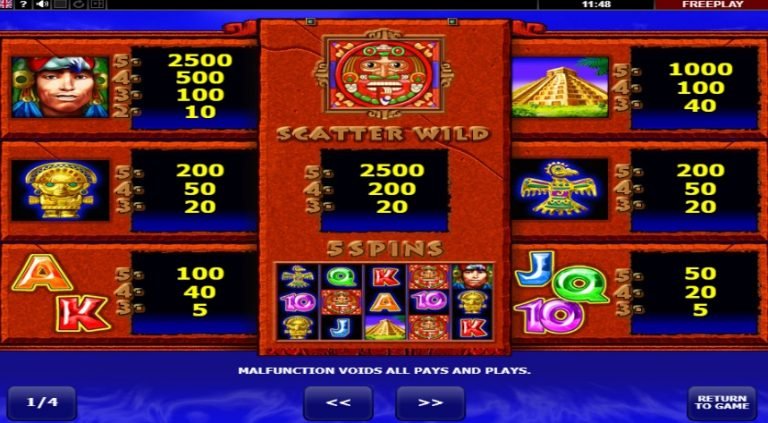 ? 11:48 FREEPLAY
5 2500
4 500
3 100
2 10
5 200
4 50
3 20
A K
5 100
4 40
3 5
SCATTER WILD
5 2500
4 200
3 20
5 SPINS
Q K
10 A 10
J K
5 1000
4 100
3 40
5 200
4 50
3 20
J Q 10
5 50
4 20
3 5
MALFUNCTION VOIDS ALL PAYS AND PLAYS.
1/4
<<
>>
RETURN
TO GAME